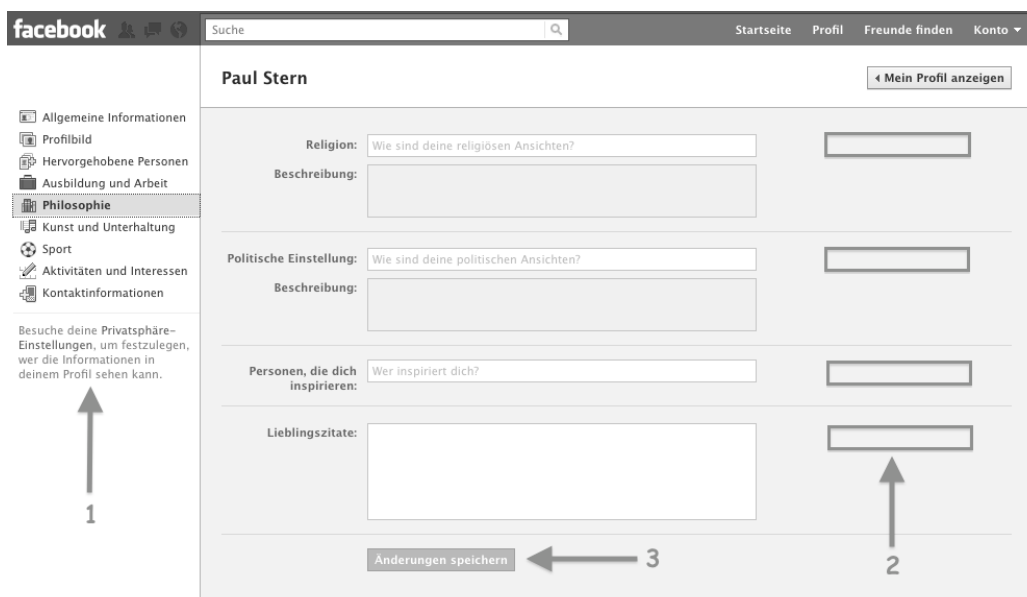 facebook
Suche
Startseite Profil Freunde finden Konto
Paul Stern
Mein Profil anzeigen
Allgemeine Informationen
Profilbild
Hervorgehobene Personen
Ausbildung und Arbeit
Philosophie
Kunst und Unterhaltung
Sport
Aktivitäten und Interessen
Kontaktinformationen
Besuche deine Privatsphäre-
Einstellungen, um festzulegen,
wer die Informationen in
deinem Profil sehen kann.
1
Religion: Wie sind deine religiösen Ansichten?
Beschreibung:
Politische Einstellung: Wie sind deine politischen Ansichten?
Beschreibung:
Personen, die dich
inspirieren: Wer inspiriert dich?
Lieblingszitate:
2
Änderungen speichern
3